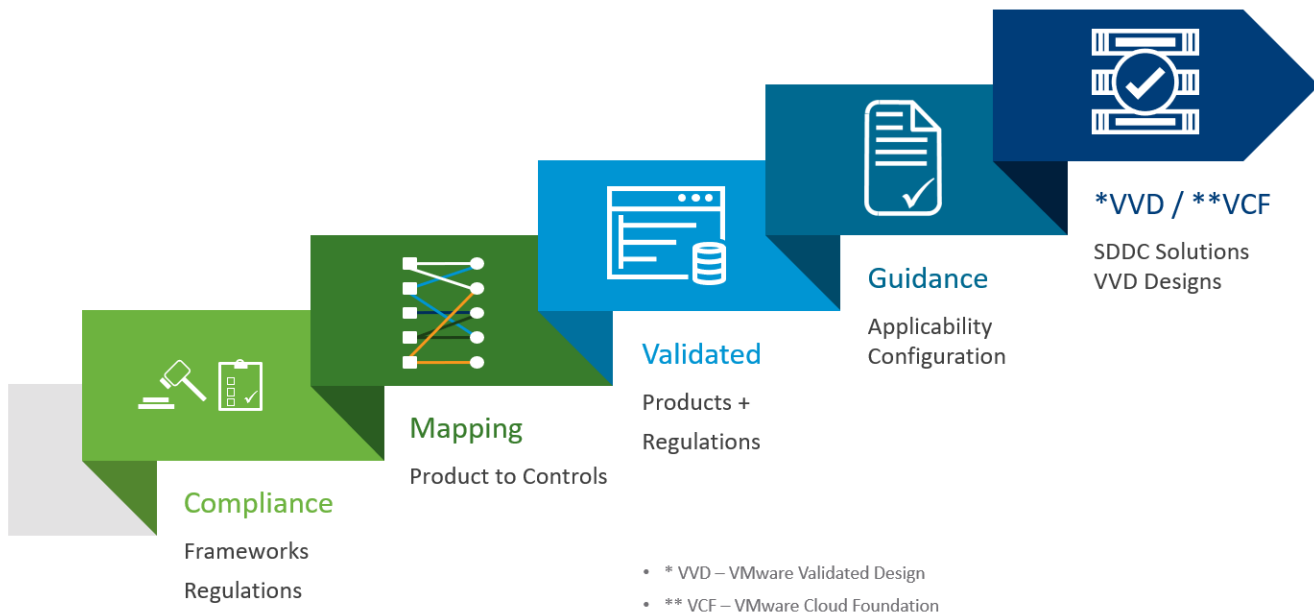 Compliance
Frameworks
Regulations
Mapping
Product to Controls
Validated
Products +
Regulations
Guidance
Applicability
Configuration
*VVD / **VCF
SDDC Solutions
VVD Designs
• * VVD – VMware Validated Design
• ** VCF – VMware Cloud Foundation